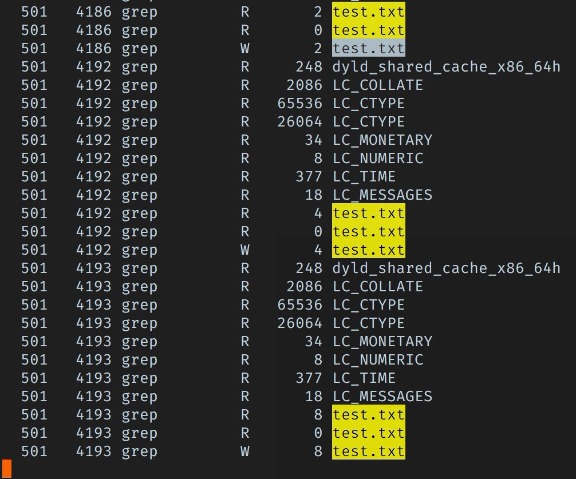 501 4186 grep R 2 test.txt
501 4186 grep R 0 test.txt
501 4186 grep W 2 test.txt
501 4192 grep R 248 dyld_shared_cache_x86_64h
501 4192 grep R 2086 LC_COLLATE
501 4192 grep R 65536 LC_CTYPE
501 4192 grep R 26064 LC_CTYPE
501 4192 grep R 34 LC_MONETARY
501 4192 grep R 8 LC_NUMERIC
501 4192 grep R 377 LC_TIME
501 4192 grep R 18 LC_MESSAGES
501 4192 grep R 4 test.txt
501 4192 grep R 0 test.txt
501 4192 grep W 4 test.txt
501 4193 grep R 248 dyld_shared_cache_x86_64h
501 4193 grep R 2086 LC_COLLATE
501 4193 grep R 65536 LC_CTYPE
501 4193 grep R 26064 LC_CTYPE
501 4193 grep R 34 LC_MONETARY
501 4193 grep R 8 LC_NUMERIC
501 4193 grep R 377 LC_TIME
501 4193 grep R 18 LC_MESSAGES
501 4193 grep R 8 test.txt
501 4193 grep R 0 test.txt
501 4193 grep W 8 test.txt